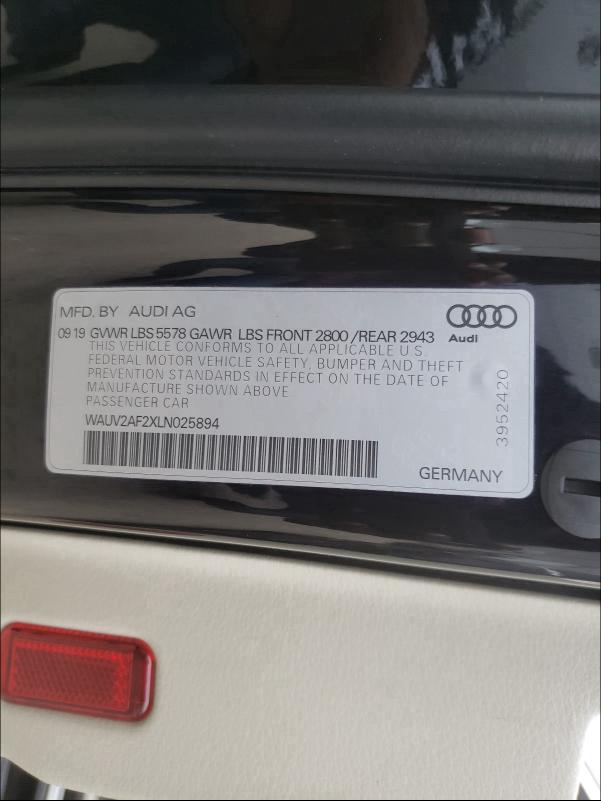 MFD. BY AUDI AG
09 19 GVWR LBS 5578 GAWR LBS FRONT 2800 /REAR 2943
Audi
THIS VEHICLE CONFORMS TO ALL APPLICABLE U.S.
FEDERAL MOTOR VEHICLE SAFETY, BUMPER AND THEFT
PREVENTION STANDARDS IN EFFECT ON THE DATE OF
MANUFACTURE SHOWN ABOVE
PASSENGER CAR
WAUV2AF2XLN025894
GERMANY
3952420